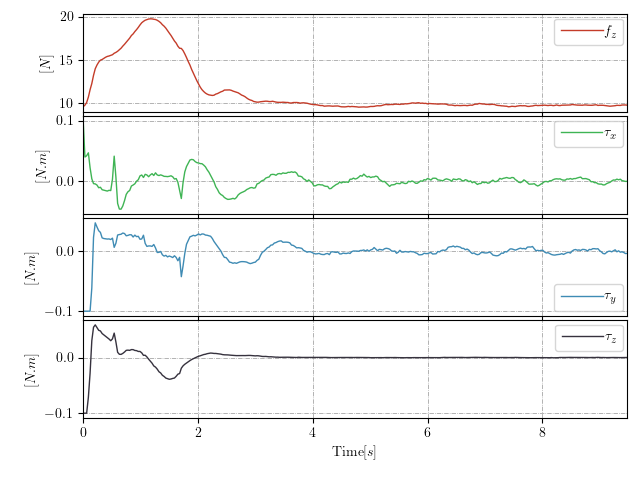 20
15
10
[N]
f_z
0.1
0.0
[N.m]
τ_x
0.0
−0.1
[N.m]
τ_y
0.0
−0.1
[N.m]
τ_z
0 2 4 6 8
Time[s]